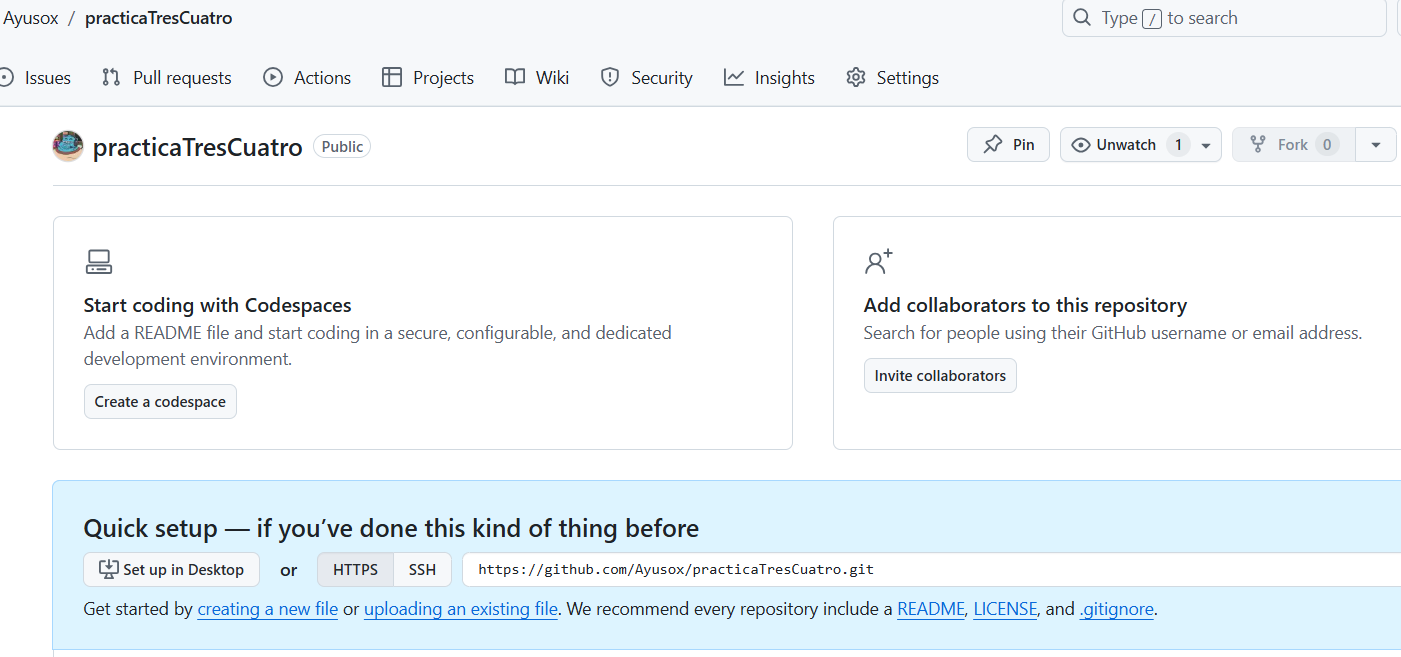 Ayusox / practicaTresCuatro
Type / to search
Issues Pull requests Actions Projects Wiki Security Insights Settings
practicaTresCuatro Public
Pin Unwatch 1 Fork 0
Start coding with Codespaces
Add a README file and start coding in a secure, configurable, and dedicated
development environment.
Create a codespace
Add collaborators to this repository
Search for people using their GitHub username or email address.
Invite collaborators
Quick setup — if you’ve done this kind of thing before
Set up in Desktop or HTTPS SSH https://github.com/Ayusox/practicaTresCuatro.git
Get started by creating a new file or uploading an existing file. We recommend every repository include a README, LICENSE, and .gitignore.